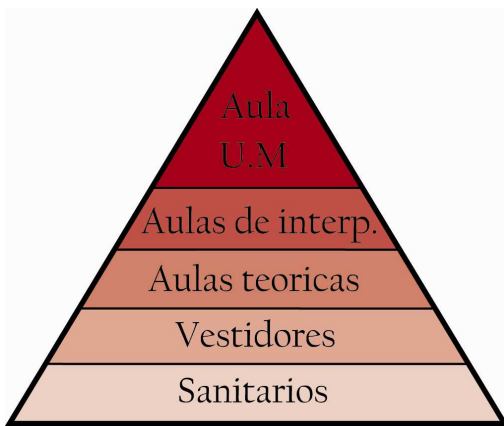 Aula
U.M
Aulas de interp.
Aulas teoricas
Vestidores
Sanitarios